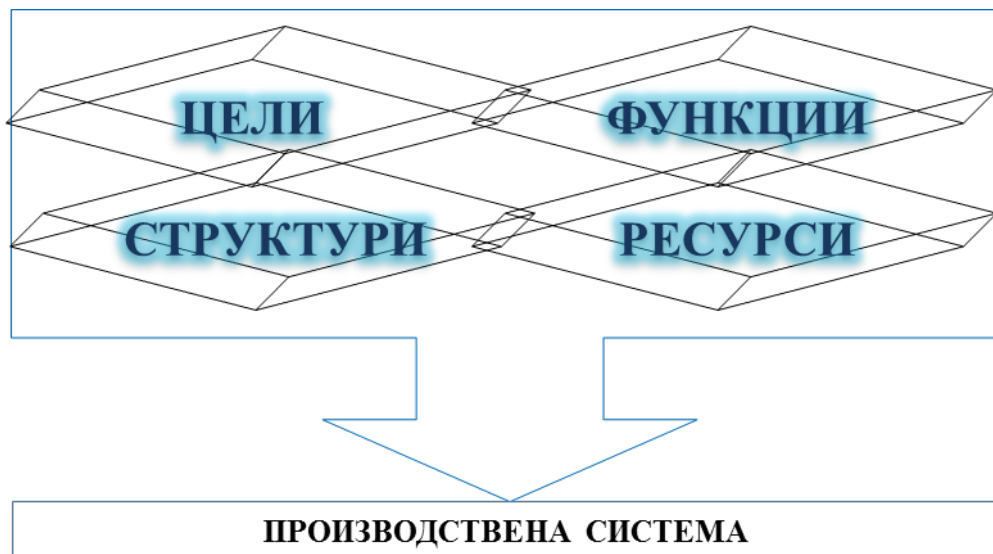 ЦЕЛИ ФУНКЦИИ
СТРУКТУРИ РЕСУРСИ
ПРОИЗВОДСТВЕНА СИСТЕМА